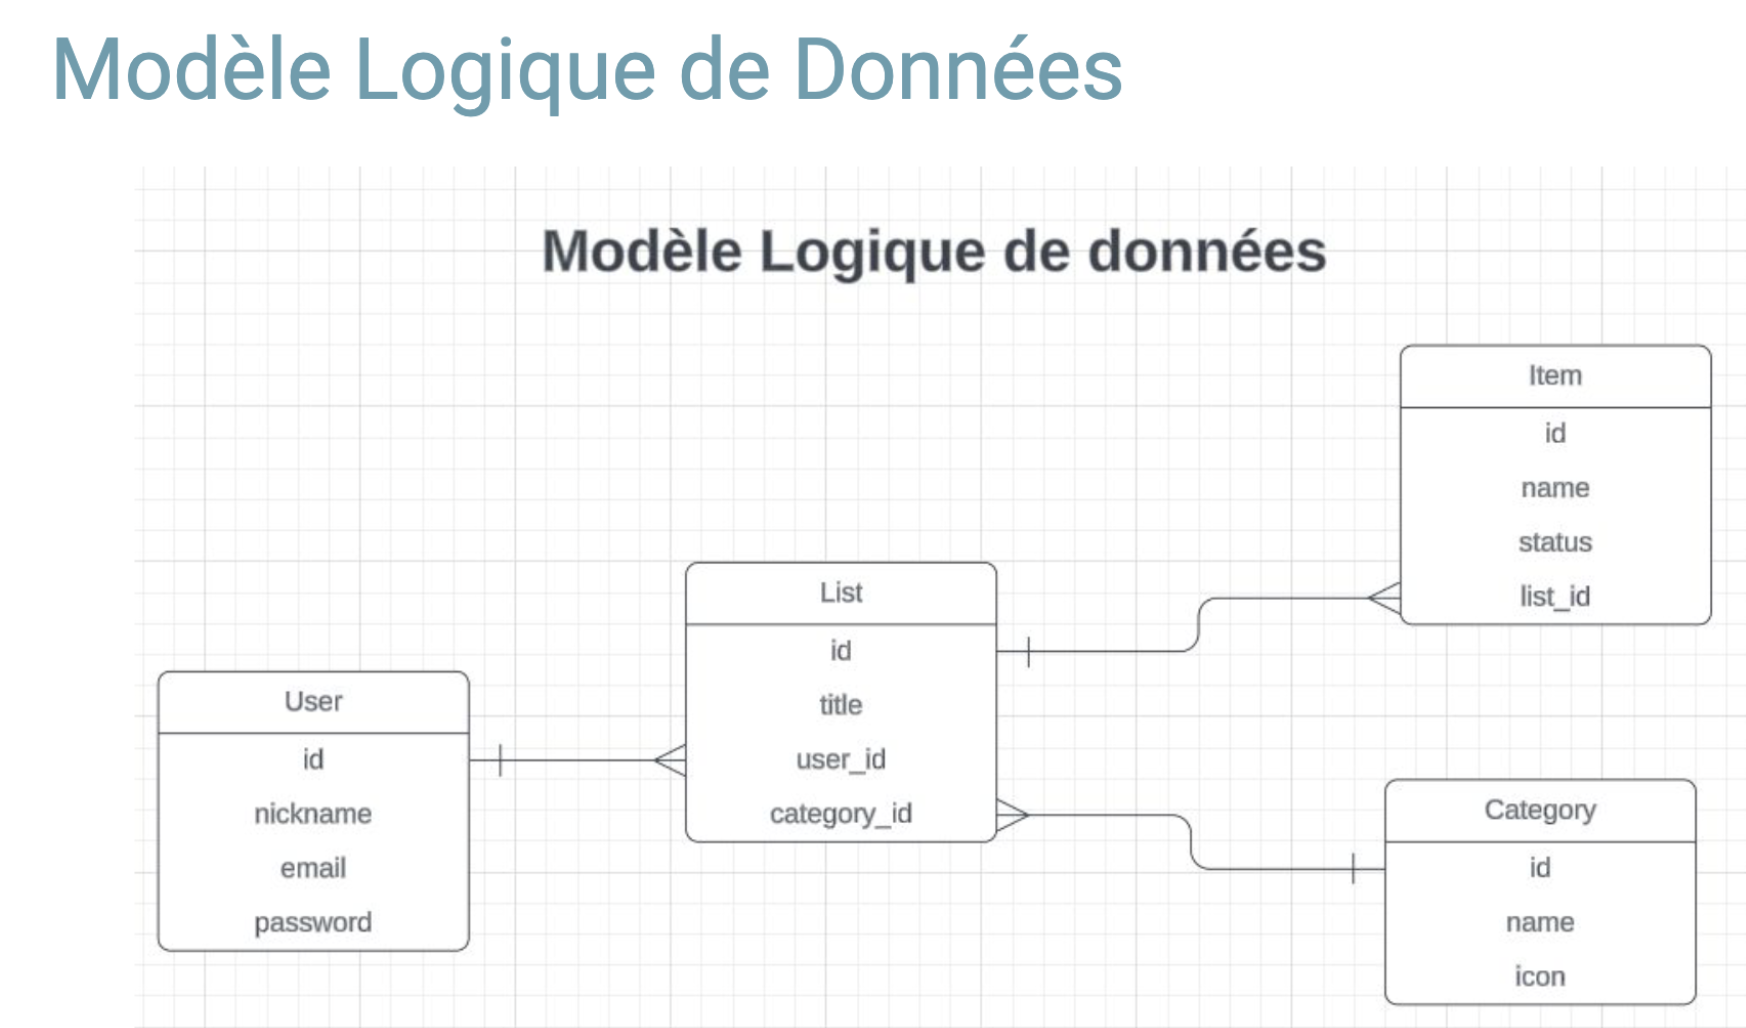 Modèle Logique de Données
Modèle Logique de données
User
id
nickname
email
password
List
id
title
user_id
category_id
Item
id
name
status
list_id
Category
id
name
icon